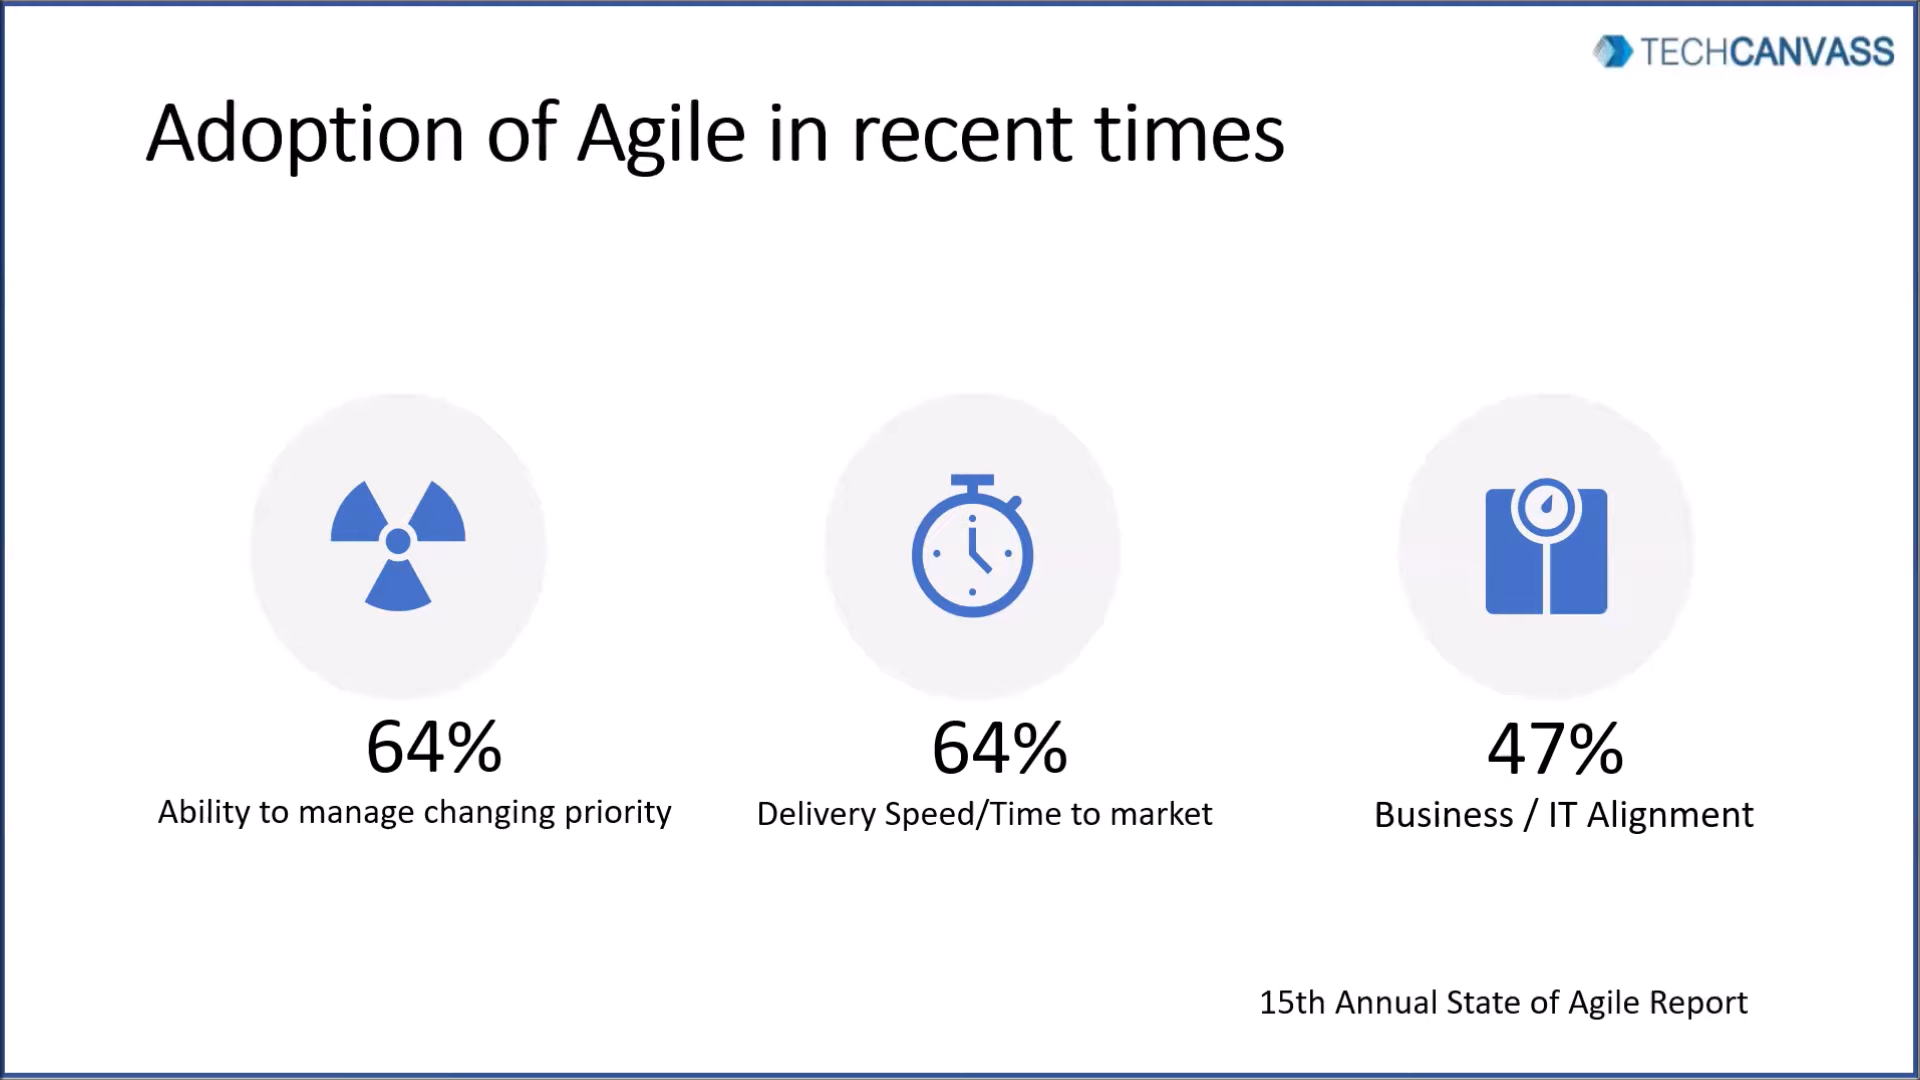 TECHCANVASS
Adoption of Agile in recent times
64%
Ability to manage changing priority
64%
Delivery Speed/Time to market
47%
Business / IT Alignment
15th Annual State of Agile Report